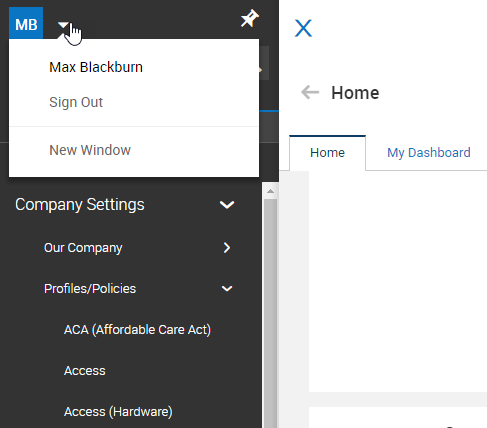 MB
Max Blackburn
Sign Out
New Window
Company Settings
Our Company
Profiles/Policies
ACA (Affordable Care Act)
Access
Access (Hardware)
X
Home
Home
My Dashboard